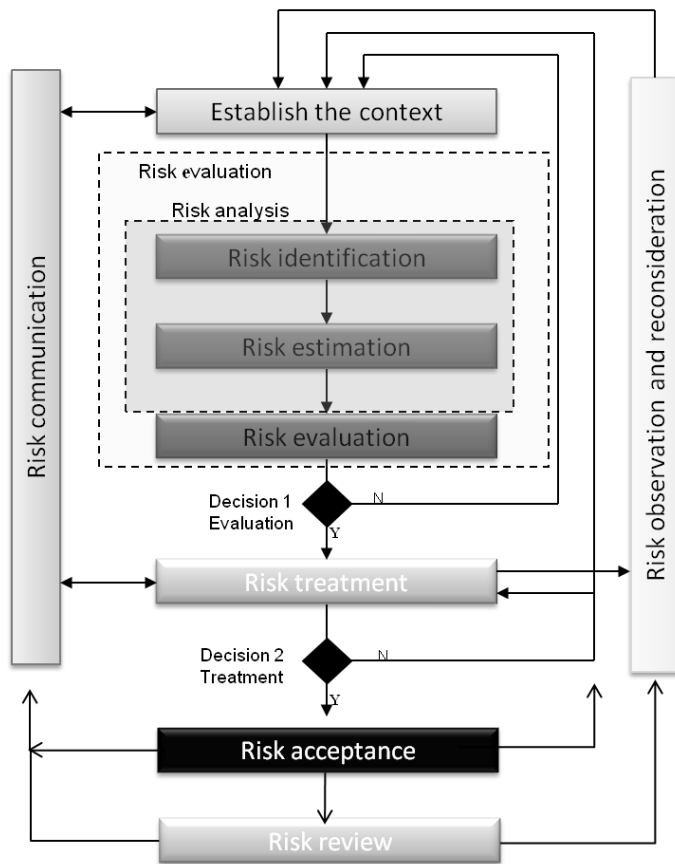 Establish the context
Risk evaluation
Risk analysis
Risk identification
Risk estimation
Risk evaluation
Decision 1
Evaluation
N
Y
Risk treatment
Decision 2
Treatment
N
Y
Risk acceptance
Risk review
Risk communication
Risk observation and reconsideration